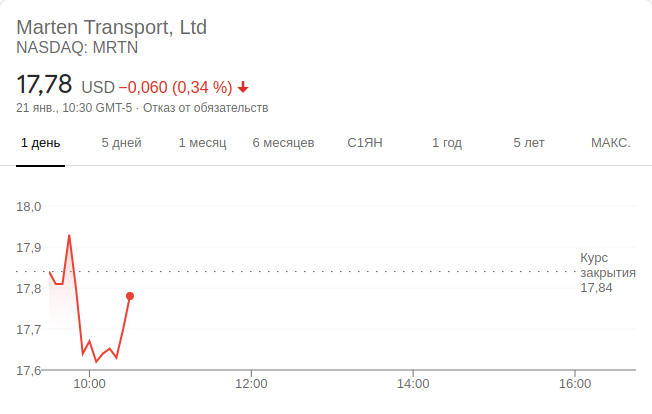 Marten Transport, Ltd
NASDAQ: MRTN
17,78 USD −0,060 (0,34 %)
21 янв., 10:30 GMT-5 · Отказ от обязательств
1 день 5 дней 1 месяц 6 месяцев С1ЯН 1 год 5 лет МАКС.
18,0
17,9
Курс
закрытия
17,84
17,8
17,7
17,6
10:00 12:00 14:00 16:00